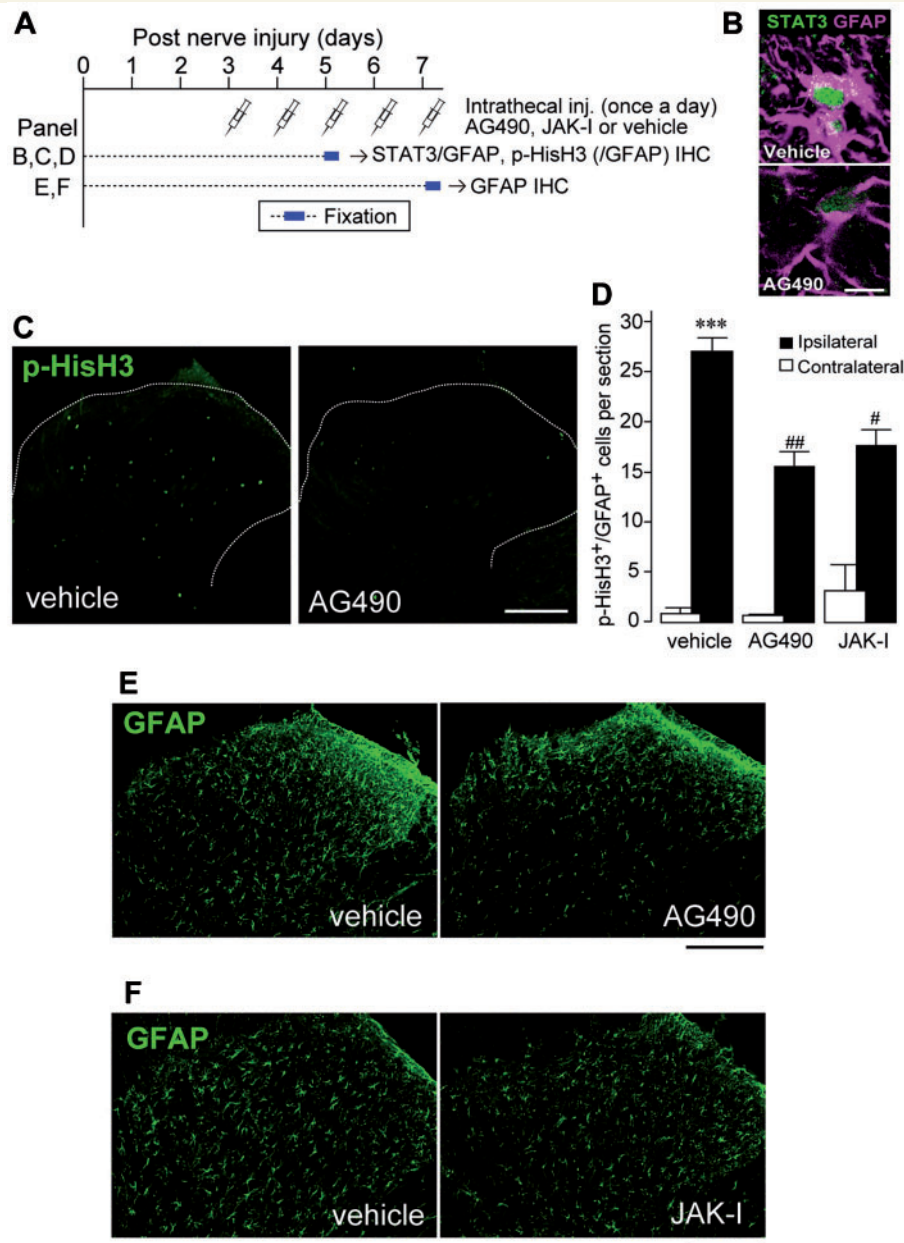 A
Post nerve injury (days)
0 1 2 3 4 5 6 7
Panel
Intrathecal inj. (once a day)
AG490, JAK-I or vehicle
B,C,D
STAT3/GFAP, p-HisH3 (/GFAP) IHC
E,F
GFAP IHC
Fixation
B
STAT3 GFAP
Vehicle
AG490
C
p-HisH3
vehicle
AG490
D
p-HisH3+/GFAP+ cells per section
30
25
20
15
10
5
0
***
##
#
Ipsilateral
Contralateral
vehicle AG490 JAK-I
E
GFAP
vehicle
AG490
F
GFAP
vehicle
JAK-I